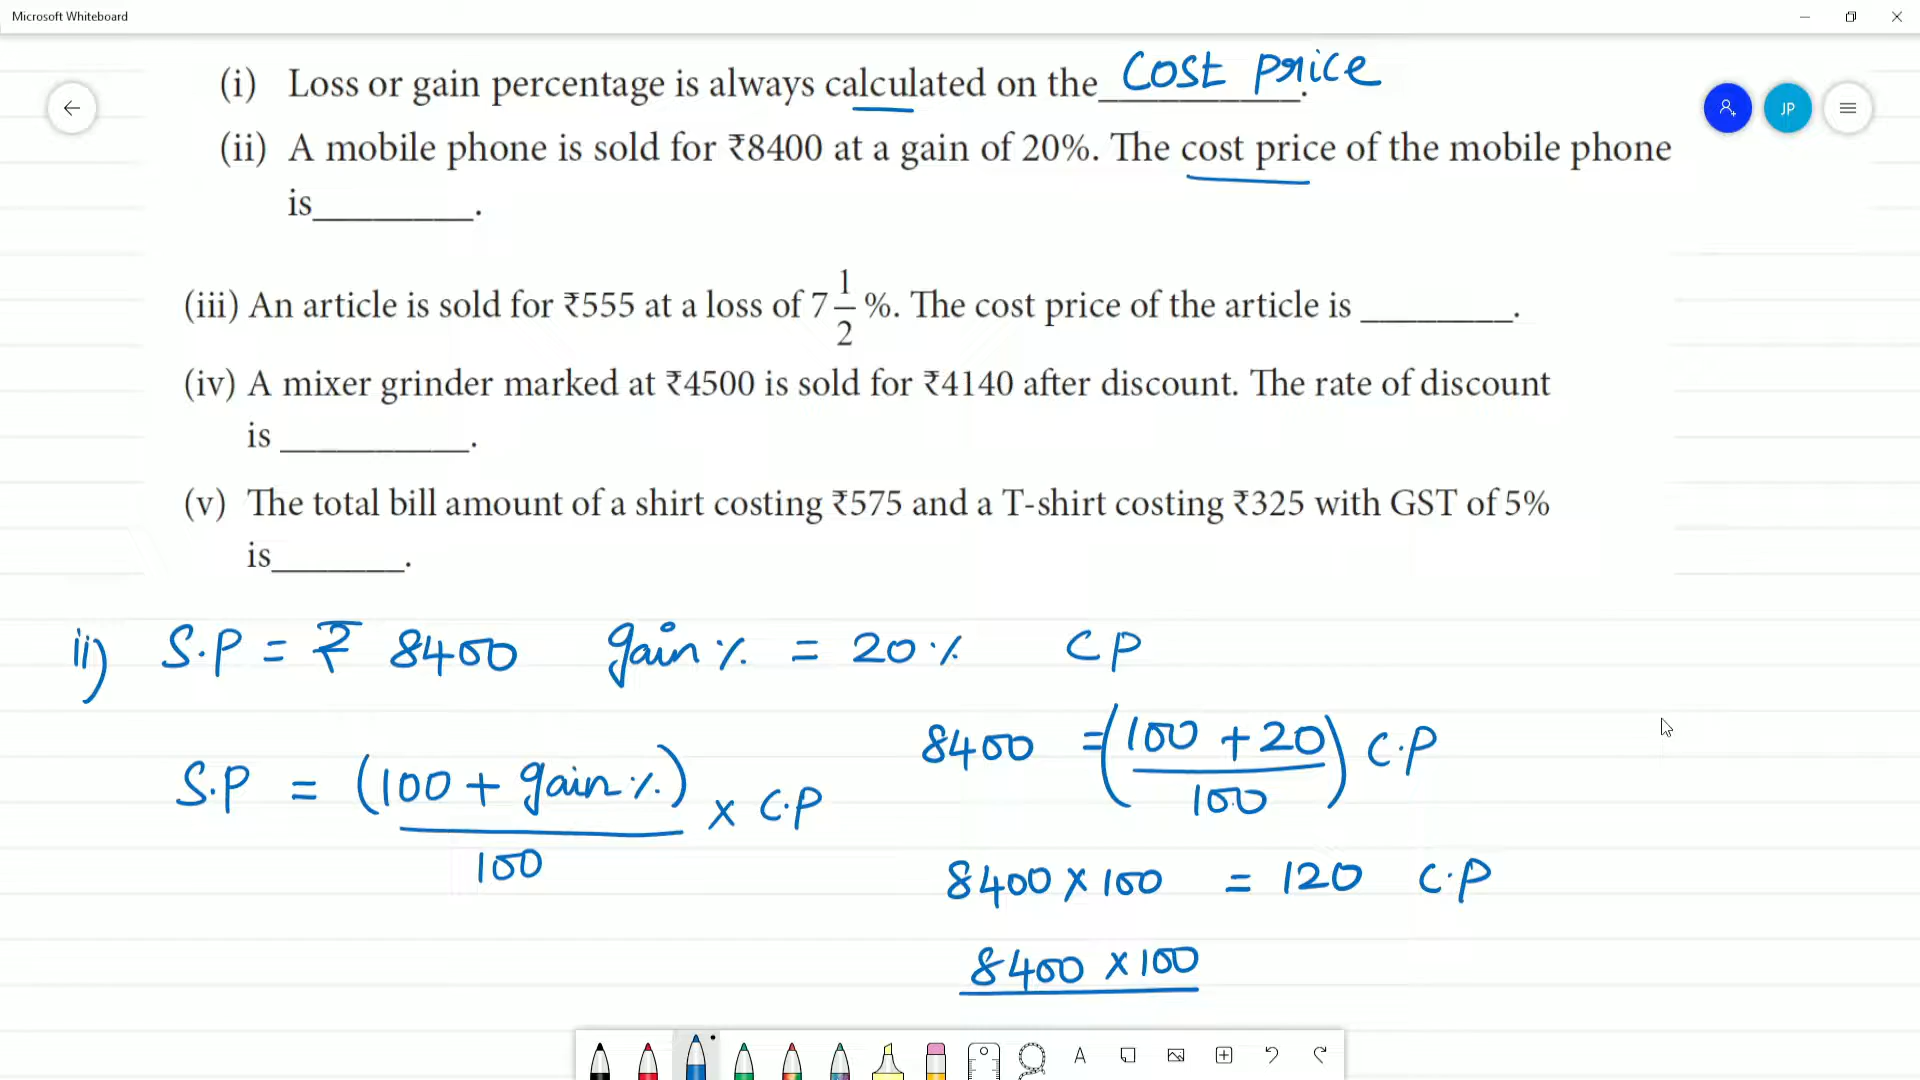 Microsoft Whiteboard
(i) Loss or gain percentage is always calculated on the__________. Cost price
JP
(ii) A mobile phone is sold for ₹8400 at a gain of 20%. The cost price of the mobile phone
is________.
(iii) An article is sold for ₹555 at a loss of 7 1/2 %. The cost price of the article is ________.
(iv) A mixer grinder marked at ₹4500 is sold for ₹4140 after discount. The rate of discount
is __________.
(v) The total bill amount of a shirt costing ₹575 and a T-shirt costing ₹325 with GST of 5%
is_______.
ii) S.P = ₹ 8400 gain % = 20 % CP
S.P = (100 + gain %)/100 × C.P
8400 = (100 + 20/100) C.P
8400 × 100 = 120 C.P
8400 × 100
A